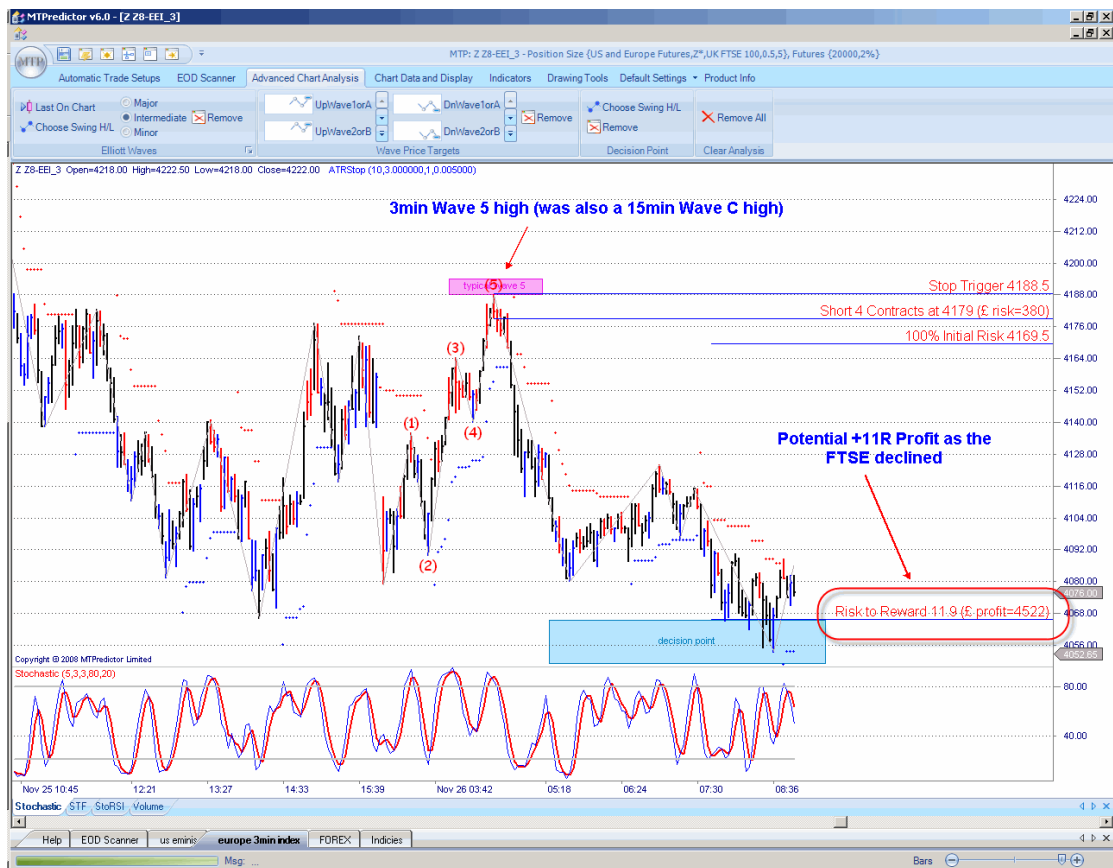 MTPredictor v6.0 - [Z Z8-EEI_3]
MTP: Z Z8-EEI_3 - Position Size {US and Europe Futures,Z*,UK FTSE 100,0.5,5}, Futures {20000,2%}
MTP
Automatic Trade Setups EOD Scanner Advanced Chart Analysis Chart Data and Display Indicators Drawing Tools Default Settings Product Info
Last On Chart Major UpWave1orA DnWave1orA Choose Swing H/L
Choose Swing H/L Intermediate Remove Remove Remove Remove All
Minor UpWave2orB DnWave2orB
Elliott Waves Wave Price Targets Decision Point Clear Analysis
Z Z8-EEI_3 Open=4218.00 High=4222.50 Low=4218.00 Close=4222.00 ATRStop (10,3.000000,1,0.005000)
4224.00
3min Wave 5 high (was also a 15min Wave C high)
4212.00
4200.00
typical wave 5
(5)
Stop Trigger 4188.5
4188.00
Short 4 Contracts at 4179 (£ risk=380)
4176.00
100% Initial Risk 4169.5
4164.00
(3)
4152.00
4140.00
(1)
(4)
Potential +11R Profit as the
FTSE declined
4128.00
4116.00
4104.00
4092.00
(2)
4080.00
4076.00
Risk to Reward 11.9 (£ profit=4522)
4068.00
decision point
4056.00
4052.65
Copyright © 2008 MTPredictor Limited
Stochastic (5,3,3,80,20)
80.00
40.00
Nov 25 10:45 12:21 13:27 14:33 15:39 Nov 26 03:42 05:18 06:24 07:30 08:36
Stochastic STF StoRSI Volume
Help EOD Scanner us eminis europe 3min index FOREX Indicies
Msg: ...
Bars